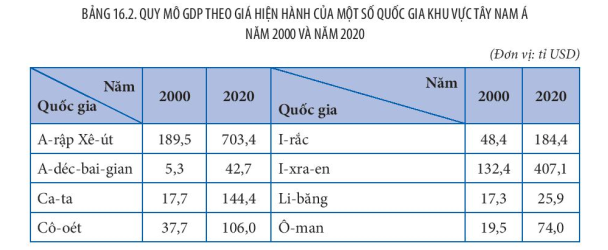 BẢNG 16.2. QUY MÔ GDP THEO GIÁ HIỆN HÀNH CỦA MỘT SỐ QUỐC GIA KHU VỰC TÂY NAM Á
NĂM 2000 VÀ NĂM 2020
(Đơn vị: tỉ USD)
Năm Quốc gia 2000 2020 Năm Quốc gia 2000 2020
A-rập Xê-út 189,5 703,4 I-rắc 48,4 184,4
A-déc-bai-gian 5,3 42,7 I-xra-en 132,4 407,1
Ca-ta 17,7 144,4 Li-băng 17,3 25,9
Cô-oét 37,7 106,0 Ô-man 19,5 74,0